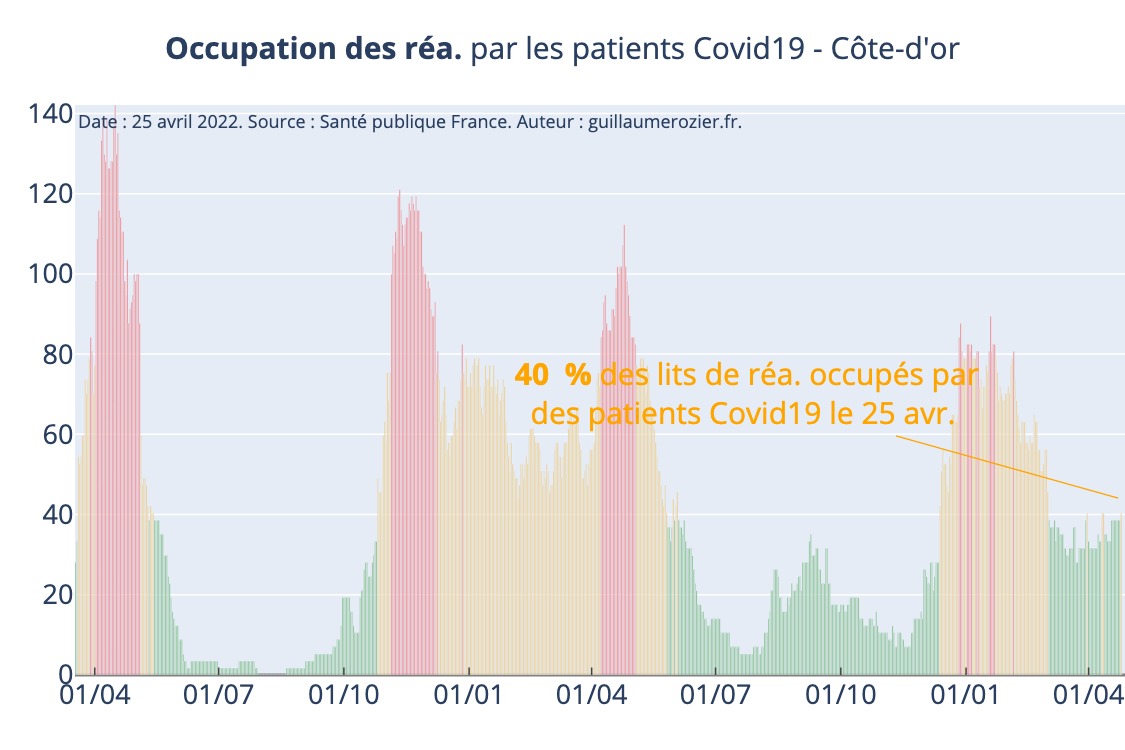 Occupation des réa. par les patients Covid19 - Côte-d'or
Date : 25 avril 2022. Source : Santé publique France. Auteur : guillaumerozier.fr.
140
120
100
80
60
40
20
0
40 % des lits de réa. occupés par
des patients Covid19 le 25 avr.
01/04 01/07 01/10 01/01 01/04 01/07 01/10 01/01 01/04